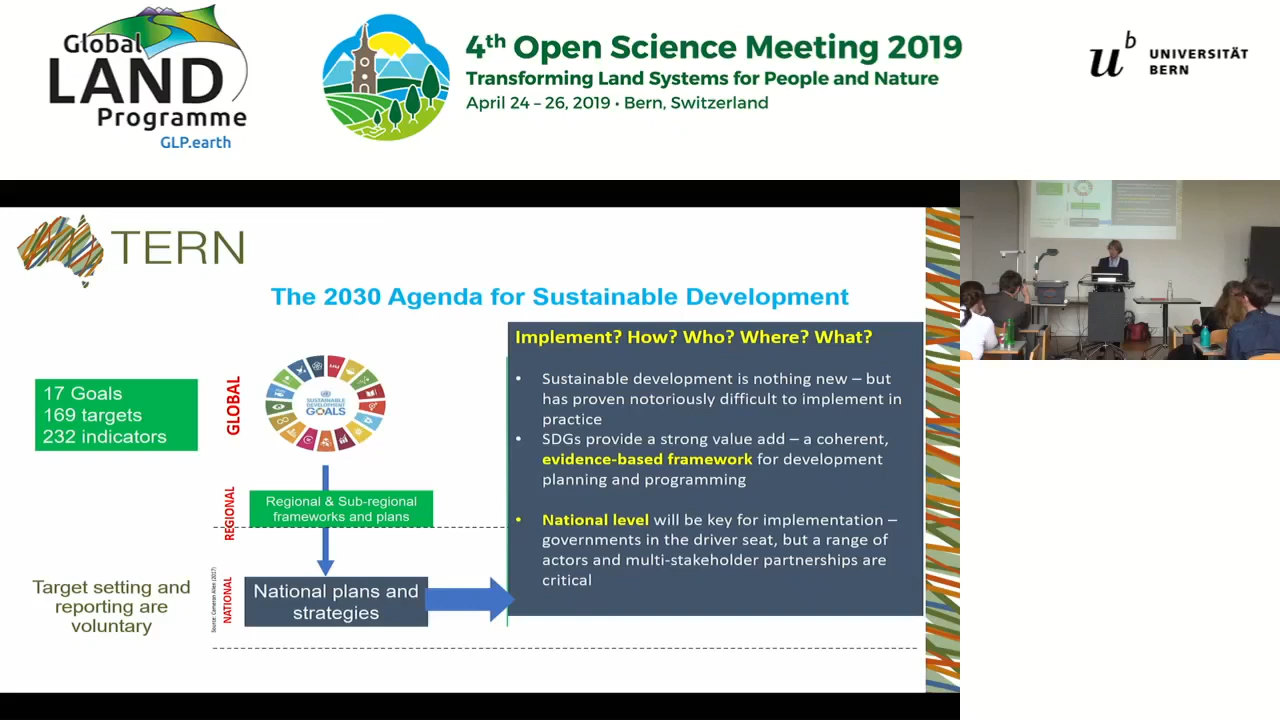 Global
LAND
Programme
GLP.earth
4th Open Science Meeting 2019
Transforming Land Systems for People and Nature
April 24 – 26, 2019 • Bern, Switzerland
u b
UNIVERSITÄT
BERN
TERN
The 2030 Agenda for Sustainable Development
17 Goals
169 targets
232 indicators
GLOBAL
SUSTAINABLE
DEVELOPMENT
GOALS
REGIONAL
Regional & Sub-regional
frameworks and plans
Target setting and
reporting are
voluntary
Source: Cameron Allen (2017)
NATIONAL
National plans and
strategies
Implement? How? Who? Where? What?
• Sustainable development is nothing new – but
has proven notoriously difficult to implement in
practice
• SDGs provide a strong value add – a coherent,
evidence-based framework for development
planning and programming
• National level will be key for implementation –
governments in the driver seat, but a range of
actors and multi-stakeholder partnerships are
critical